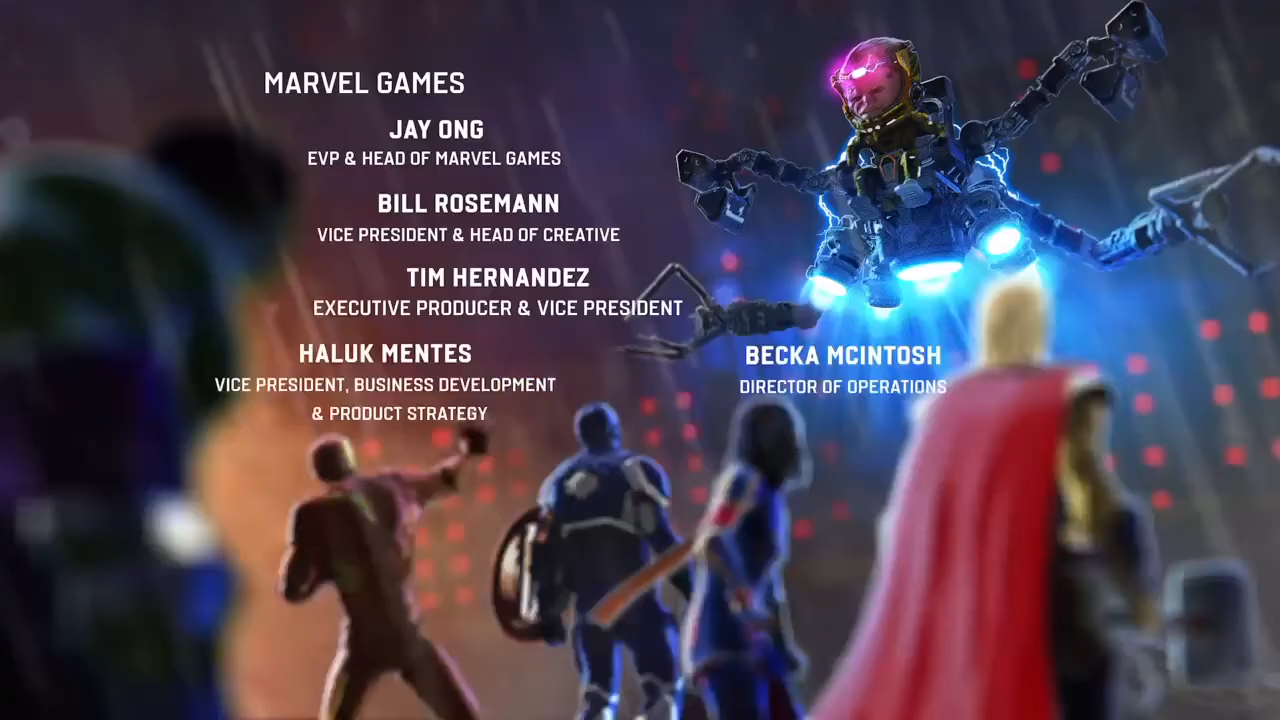 MARVEL GAMES
JAY ONG
EVP & HEAD OF MARVEL GAMES
BILL ROSEMANN
VICE PRESIDENT & HEAD OF CREATIVE
TIM HERNANDEZ
EXECUTIVE PRODUCER & VICE PRESIDENT
HALUK MENTES
VICE PRESIDENT, BUSINESS DEVELOPMENT
& PRODUCT STRATEGY
BECKA MCINTOSH
DIRECTOR OF OPERATIONS